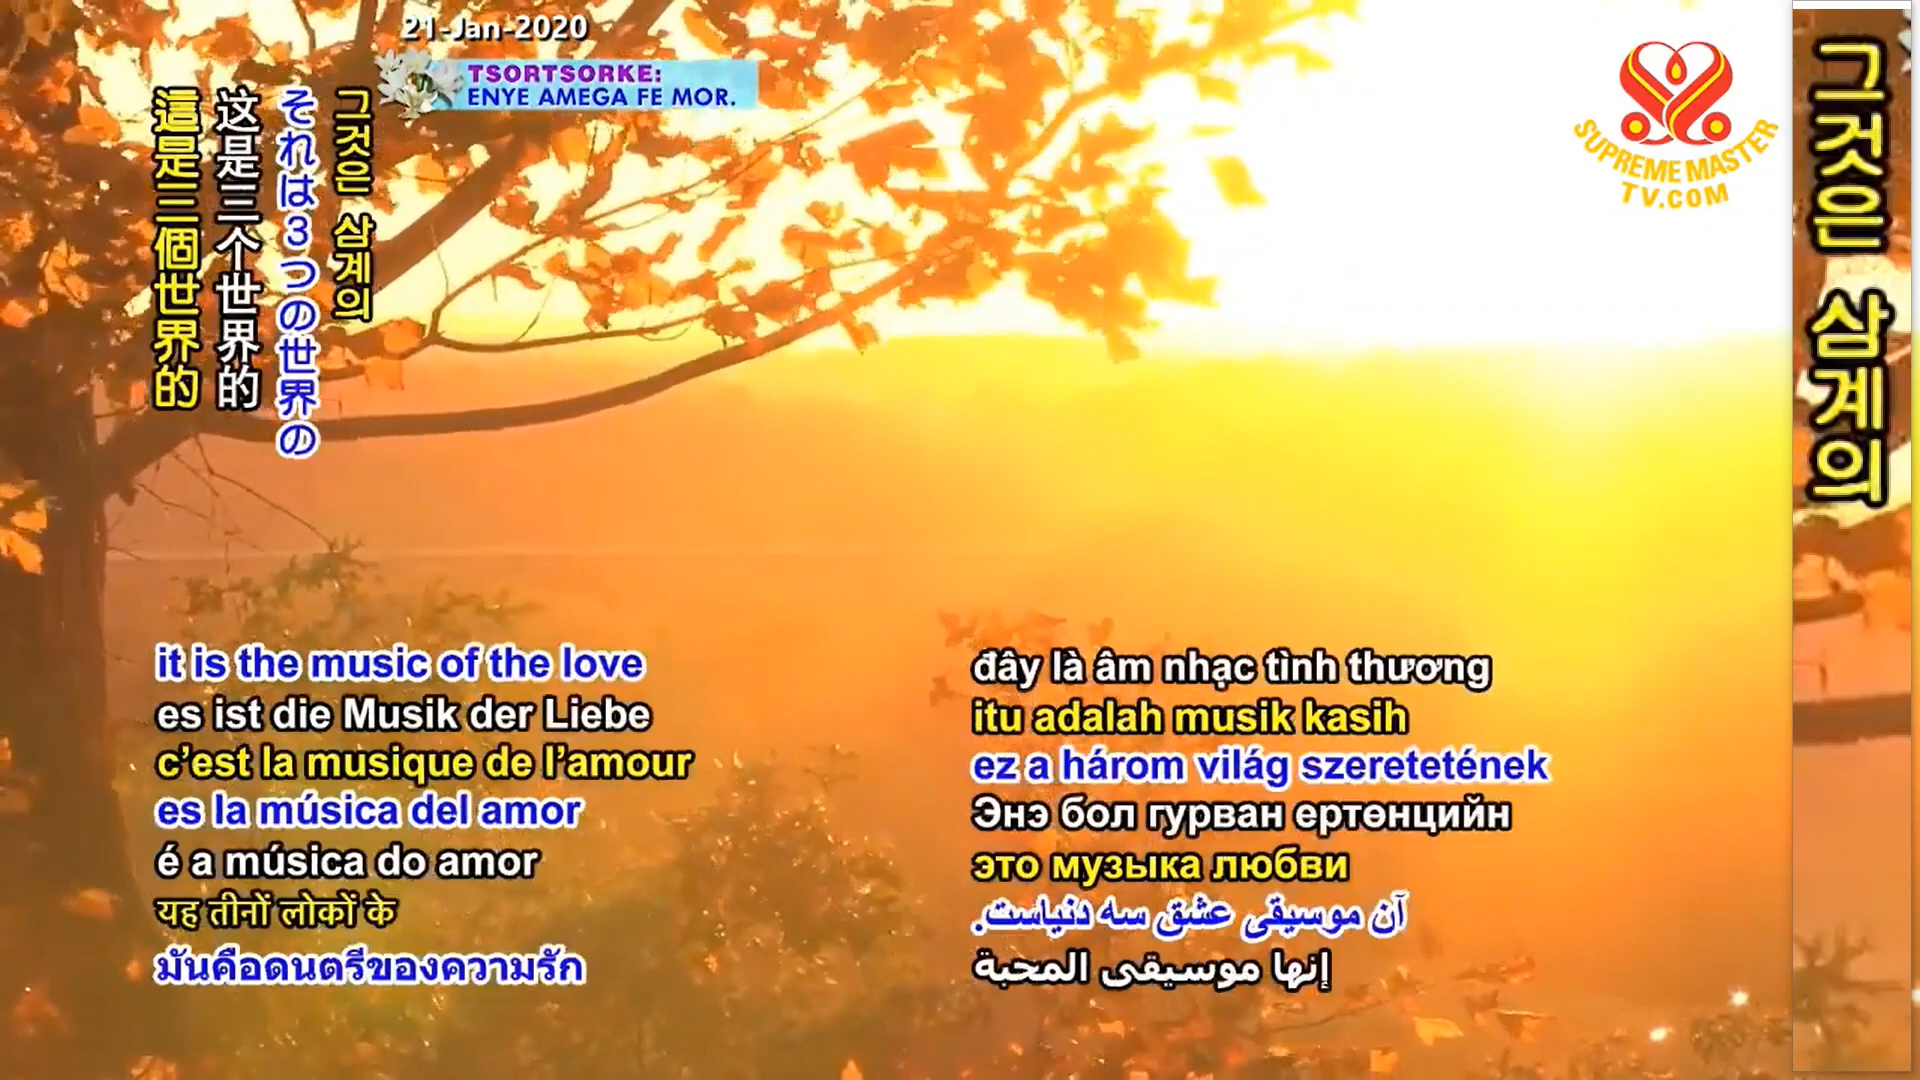 21-Jan-2020
TSORTSORKE:
ENYE AMEGA FE MOR.
SUPREME MASTER
TV.COM
그것은 삼계의
それは3つの世界の
这是三个世界的
這是三個世界的
그것은 삼계의
it is the music of the love
es ist die Musik der Liebe
c’est la musique de l’amour
es la música del amor
é a música do amor
यह तीनों लोकों के
มันคือดนตรีของความรัก
đây là âm nhạc tình thương
itu adalah musik kasih
ez a három világ szeretetének
Энэ бол гурван ертөнцийн
это музыка любви
آن موسیقی عشق سه دنیاست.
إنها موسيقى المحبة